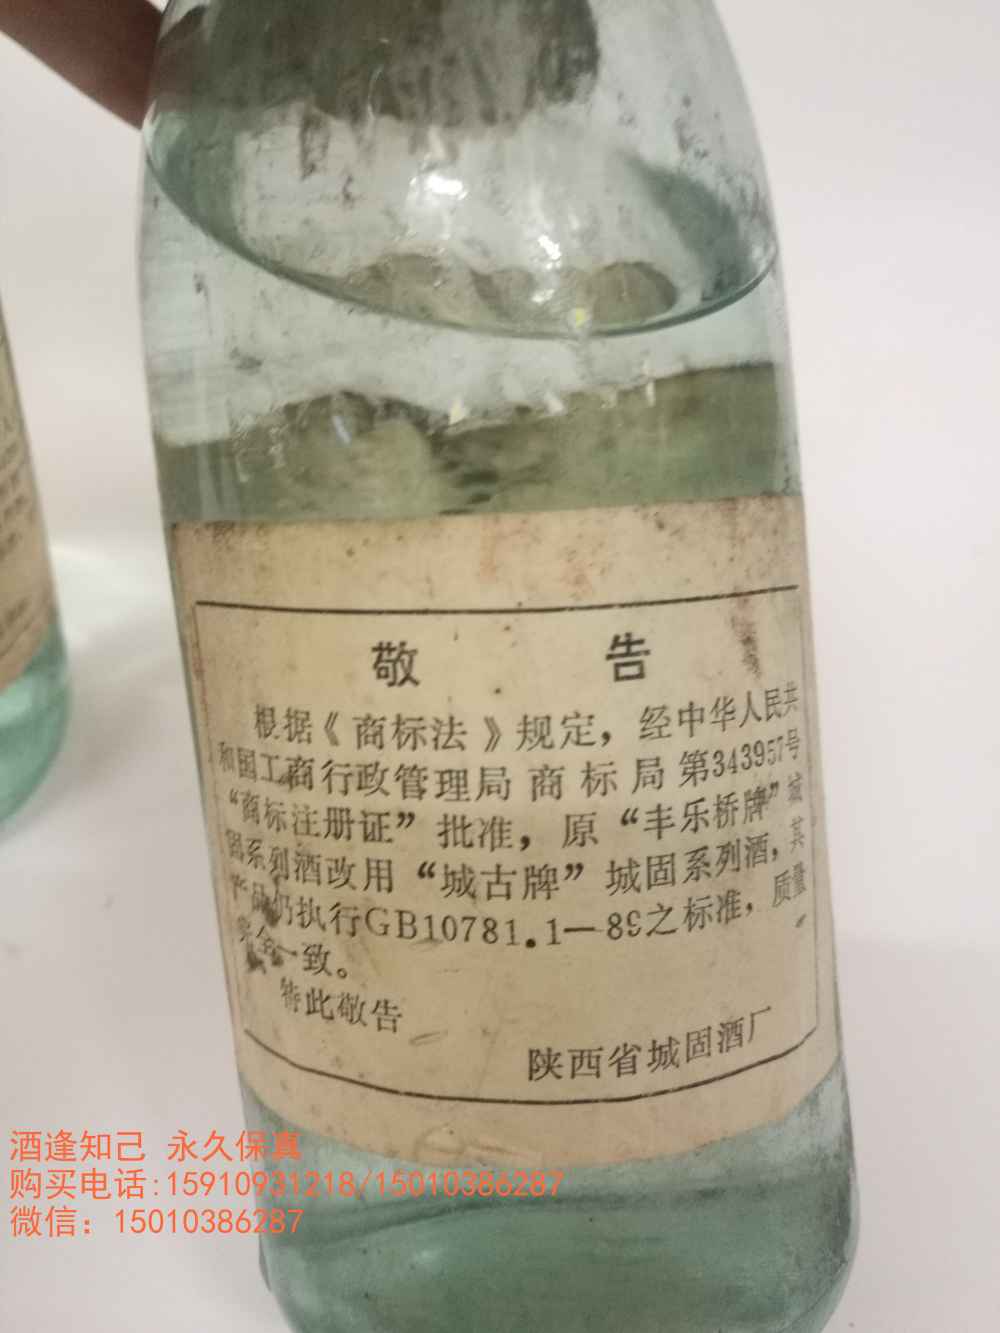 敬 告
根据《商标法》规定，经中华人民共
和国工商行政管理局商标局第343957号
“商标注册证”批准，原“丰乐桥牌”城
固系列酒改用“城古牌”城固系列酒，其
产品仍执行GB10781.1—89之标准，质量
完全一致。
特此敬告
陕西省城固酒厂
酒逢知己 永久保真
购买电话:15910931218/15010386287
微信：15010386287